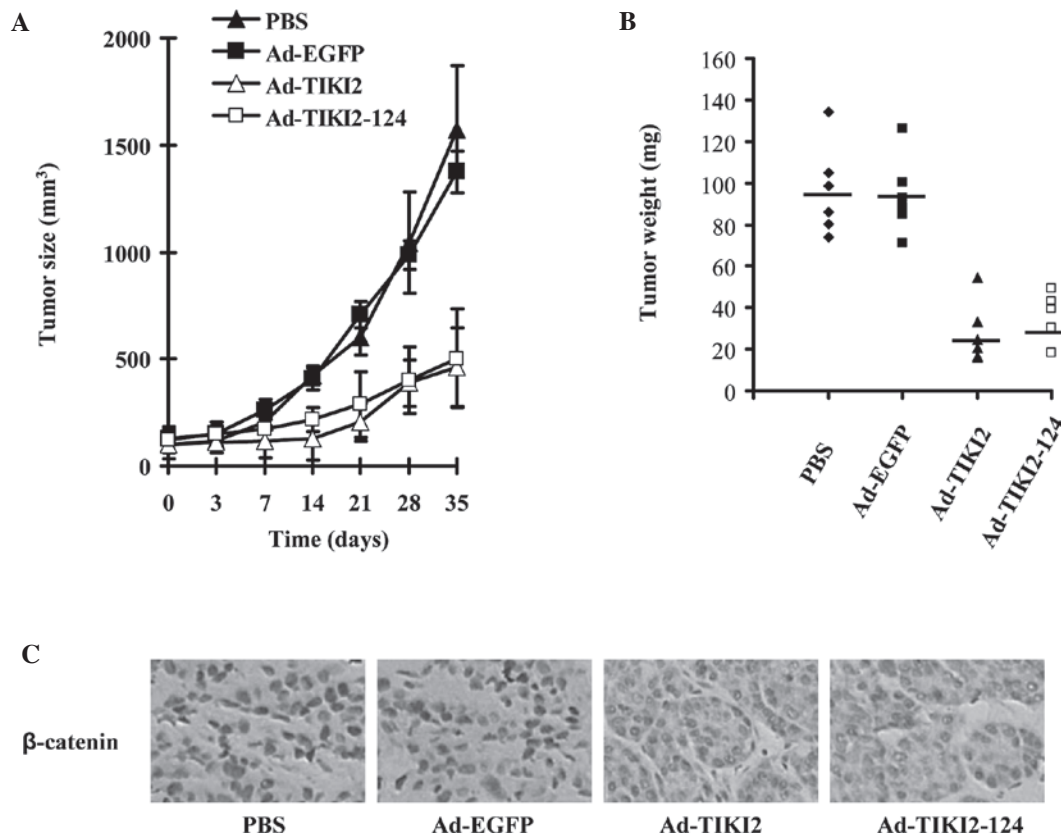 A
PBS
Ad-EGFP
Ad-TIKI2
Ad-TIKI2-124
2000
1500
1000
500
0
Tumor size (mm³)
0 3 7 14 21 28 35
Time (days)
B
160
140
120
100
80
60
40
20
0
Tumor weight (mg)
PBS
Ad-EGFP
Ad-TIKI2
Ad-TIKI2-124
C
β-catenin
PBS Ad-EGFP Ad-TIKI2 Ad-TIKI2-124